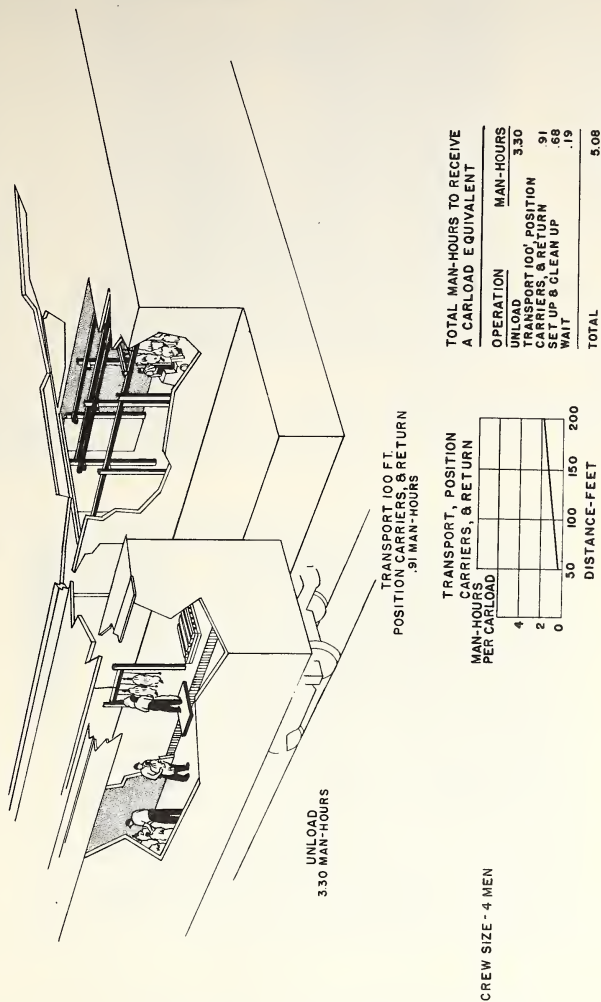 UNLOAD
3.30 MAN-HOURS
TRANSPORT 100 FT.
POSITION CARRIERS, & RETURN
.91 MAN-HOURS
CREW SIZE - 4 MEN
TRANSPORT, POSITION
CARRIERS, & RETURN
MAN-HOURS
PER CARLOAD
4
2
0
50 100 150 200
DISTANCE-FEET
TOTAL MAN-HOURS TO RECEIVE
A CARLOAD EQUIVALENT
OPERATION MAN-HOURS
UNLOAD 3.30
TRANSPORT 100', POSITION
CARRIERS, & RETURN .91
SET UP & CLEAN UP .68
WAIT .19
TOTAL 5.08